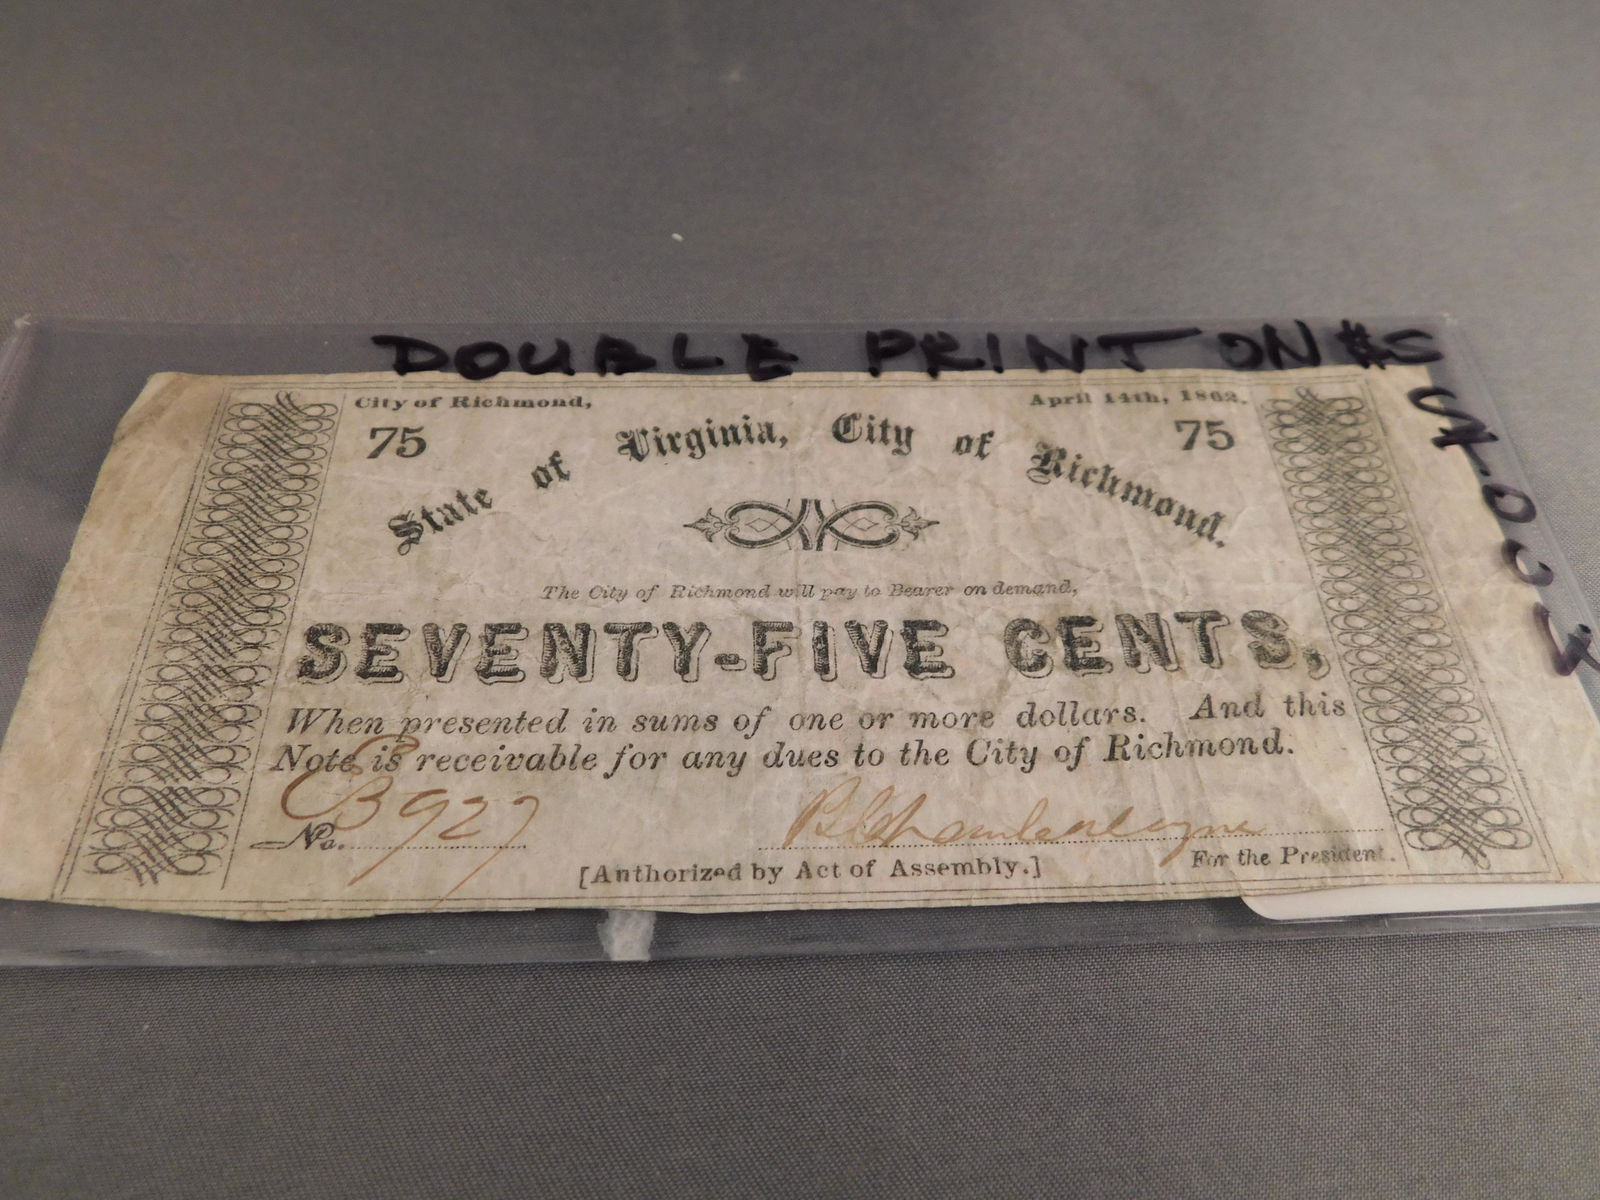 DOUBLE PRINT ON $S
City of Richmond,
April 14th, 1862.
75
75
State of Virginia, City of Richmond.
The City of Richmond will pay to Bearer on demand,
SEVENTY-FIVE CENTS,
When presented in sums of one or more dollars. And this
Note is receivable for any dues to the City of Richmond.
No. B 927
For the President.
[Authorized by Act of Assembly.]